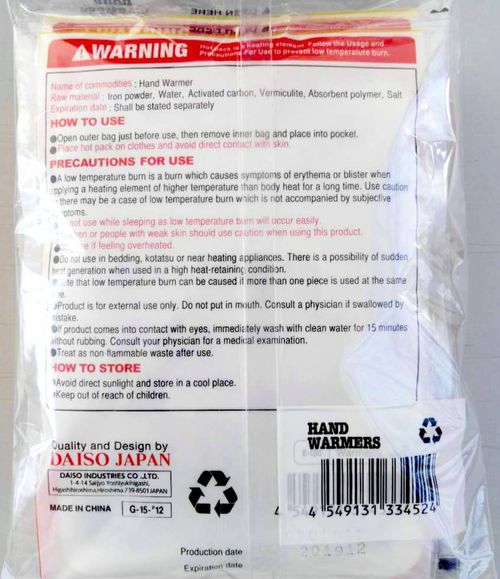 WARNING
Hot pack is a heating element. Follow the Usage and
Precautions For Use to prevent low temperature burn.
Name of commodities ; Hand Warmer
Raw material ; Iron powder, Water, Activated carbon, Vermiculite, Absorbent polymer, Salt
Expiration date ; Shall be stated separately
HOW TO USE
●Open outer bag just before use, then remove inner bag and place into pocket.
●Place hot pack on clothes and avoid direct contact with skin.
PRECAUTIONS FOR USE
●A low temperature burn is a burn which causes symptoms of erythema or blister when
applying a heating element of higher temperature than body heat for a long time. Use caution
there may be a case of low temperature burn which is not accompanied by subjective
not use while sleeping as low temperature burn will occur easily.
or people with weak skin should use caution when using this product.
if feeling overheated.
●Do not use in bedding, kotatsu or near heating appliances. There is a possibility of sudden
heat generation when used in a high heat-retaining condition.
that low temperature burn can be caused if more than one piece is used at the same
●Product is for external use only. Do not put in mouth. Consult a physician if swallowed by
mistake.
●If product comes into contact with eyes, immediately wash with clean water for 15 minutes
without rubbing. Consult your physician for a medical examination.
●Treat as non-flammable waste after use.
HOW TO STORE
●Avoid direct sunlight and store in a cool place.
●Keep out of reach of children.
HAND
WARMERS
Quality and Design by
DAISO JAPAN
DAISO INDUSTRIES CO.,LTD.
1-4-14 Saijyo Yoshiyukihigashi,
Higashihiroshima,Hiroshima,739-8501JAPAN
MADE IN CHINA
G-15-'12
4 544 549131 334524
Production date
201912
Expiration date